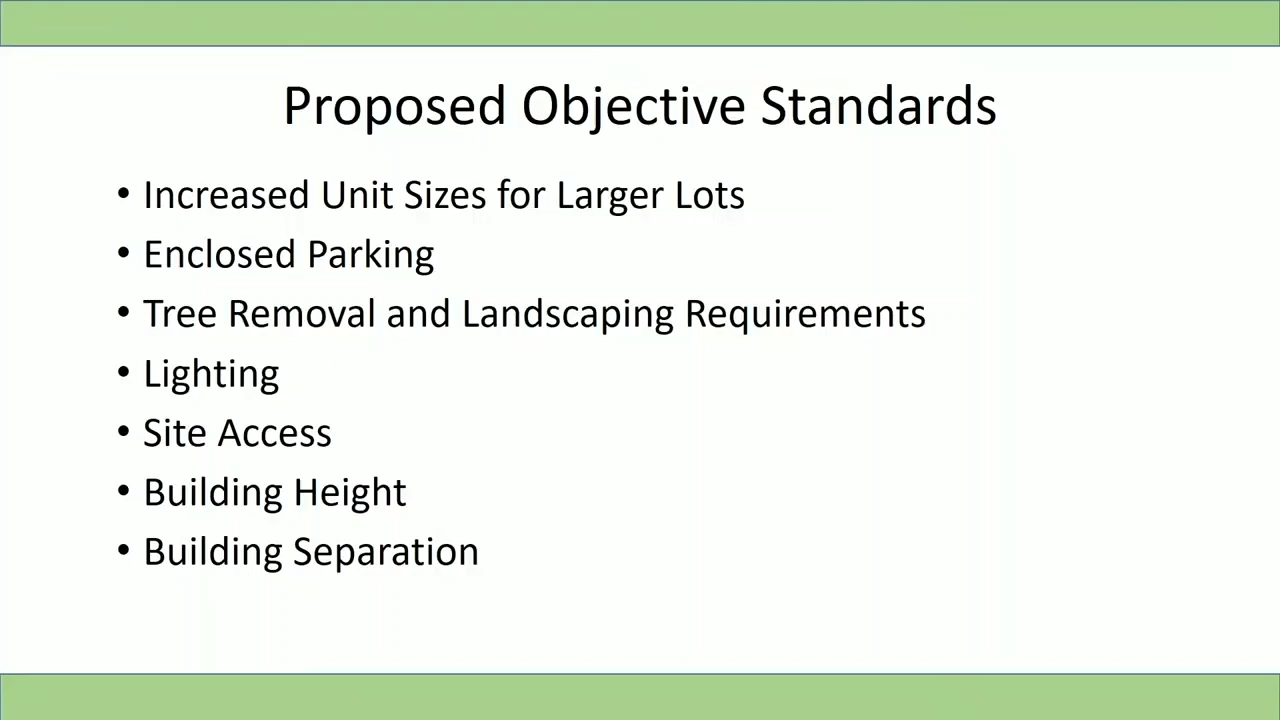 Proposed Objective Standards
• Increased Unit Sizes for Larger Lots
• Enclosed Parking
• Tree Removal and Landscaping Requirements
• Lighting
• Site Access
• Building Height
• Building Separation